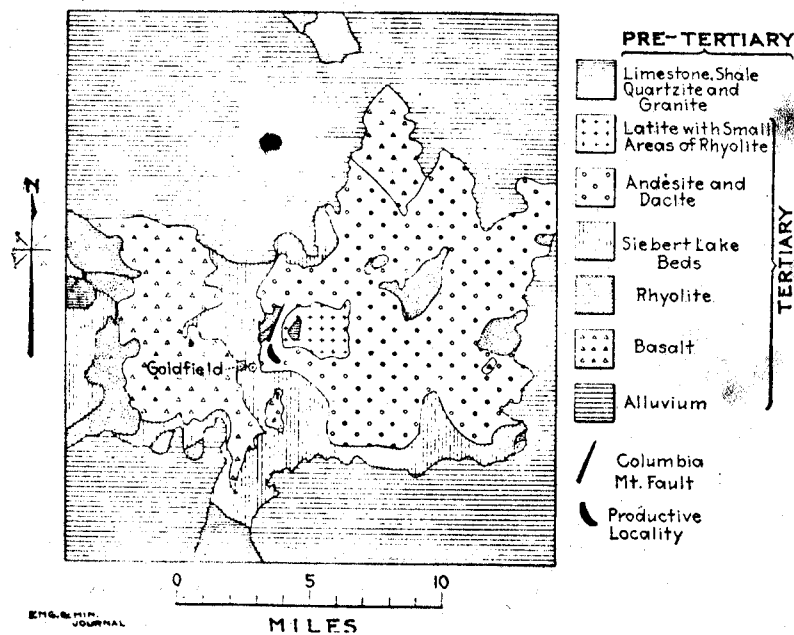 PRE-TERTIARY
Limestone, Shale
Quartzite and
Granite
Latite with Small
Areas of Rhyolite
Andesite and
Dacite
Siebert Lake
Beds
Rhyolite
Basalt
Alluvium
TERTIARY
Columbia
Mt. Fault
Productive
Locality
N
Goldfield
0 5 10
MILES
ENG. & MIN.
JOURNAL